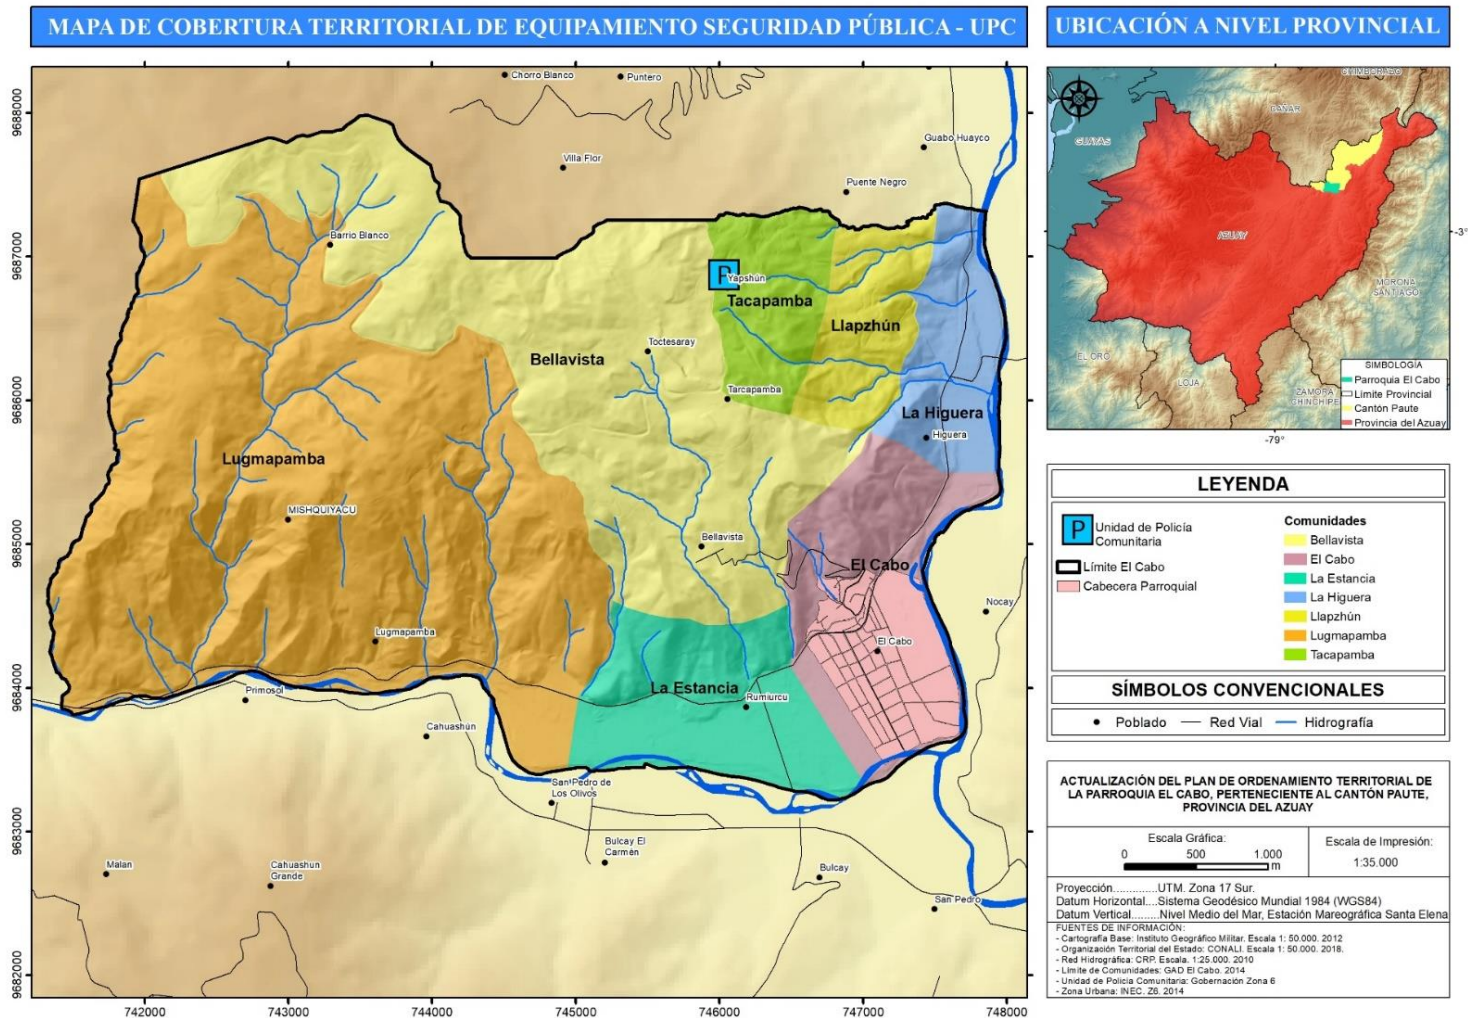 MAPA DE COBERTURA TERRITORIAL DE EQUIPAMIENTO SEGURIDAD PÚBLICA - UPC
UBICACIÓN A NIVEL PROVINCIAL
Chorro Blanco
Puntero
Guabo Huayco
Villa Flor
Puente Negro
Barrio Blanco
P
Yapshún
Tacapamba
Llapzhún
Toctesaray
Bellavista
Tarcapamba
La Higuera
Higuera
Lugmapamba
MISHQUIYACU
Bellavista
El Cabo
Nocay
Lugmapamba
El Cabo
La Estancia
Rumiurcu
Primosol
Cahuashún
San Pedro de
Los Olivos
Bulcay El
Carmén
Malan
Cahuashun
Grande
Bulcay
San Pedro
9688000
9687000
9686000
9685000
9684000
9683000
9682000
742000
743000
744000
745000
746000
747000
748000
CHIMBORAZO
CAÑAR
GUAYAS
AZUAY
MORONA
SANTIAGO
EL ORO
LOJA
ZAMORA
CHINCHIPE
-3°
-79°
SIMBOLOGÍA
Parroquia El Cabo
Límite Provincial
Cantón Paute
Provincia del Azuay
LEYENDA
P
Unidad de Policía
Comunitaria
Límite El Cabo
Cabecera Parroquial
Comunidades
Bellavista
El Cabo
La Estancia
La Higuera
Llapzhún
Lugmapamba
Tacapamba
SÍMBOLOS CONVENCIONALES
Poblado
Red Vial
Hidrografía
ACTUALIZACIÓN DEL PLAN DE ORDENAMIENTO TERRITORIAL DE
LA PARROQUIA EL CABO, PERTENECIENTE AL CANTÓN PAUTE,
PROVINCIA DEL AZUAY
Escala Gráfica:
0 500 1.000
m
Escala de Impresión:
1:35.000
Proyección..............UTM. Zona 17 Sur.
Datum Horizontal....Sistema Geodésico Mundial 1984 (WGS84)
Datum Vertical.........Nivel Medio del Mar, Estación Mareográfica Santa Elena
FUENTES DE INFORMACIÓN:
- Cartografía Base: Instituto Geográfico Militar. Escala 1: 50.000. 2012
- Organización Territorial del Estado: CONALI. Escala 1: 50.000. 2018.
- Red Hidrográfica: CRP. Escala. 1:25.000. 2010
- Límite de Comunidades: GAD El Cabo. 2014
- Unidad de Policía Comunitaria: Gobernación Zona 6
- Zona Urbana: INEC. Z6. 2014